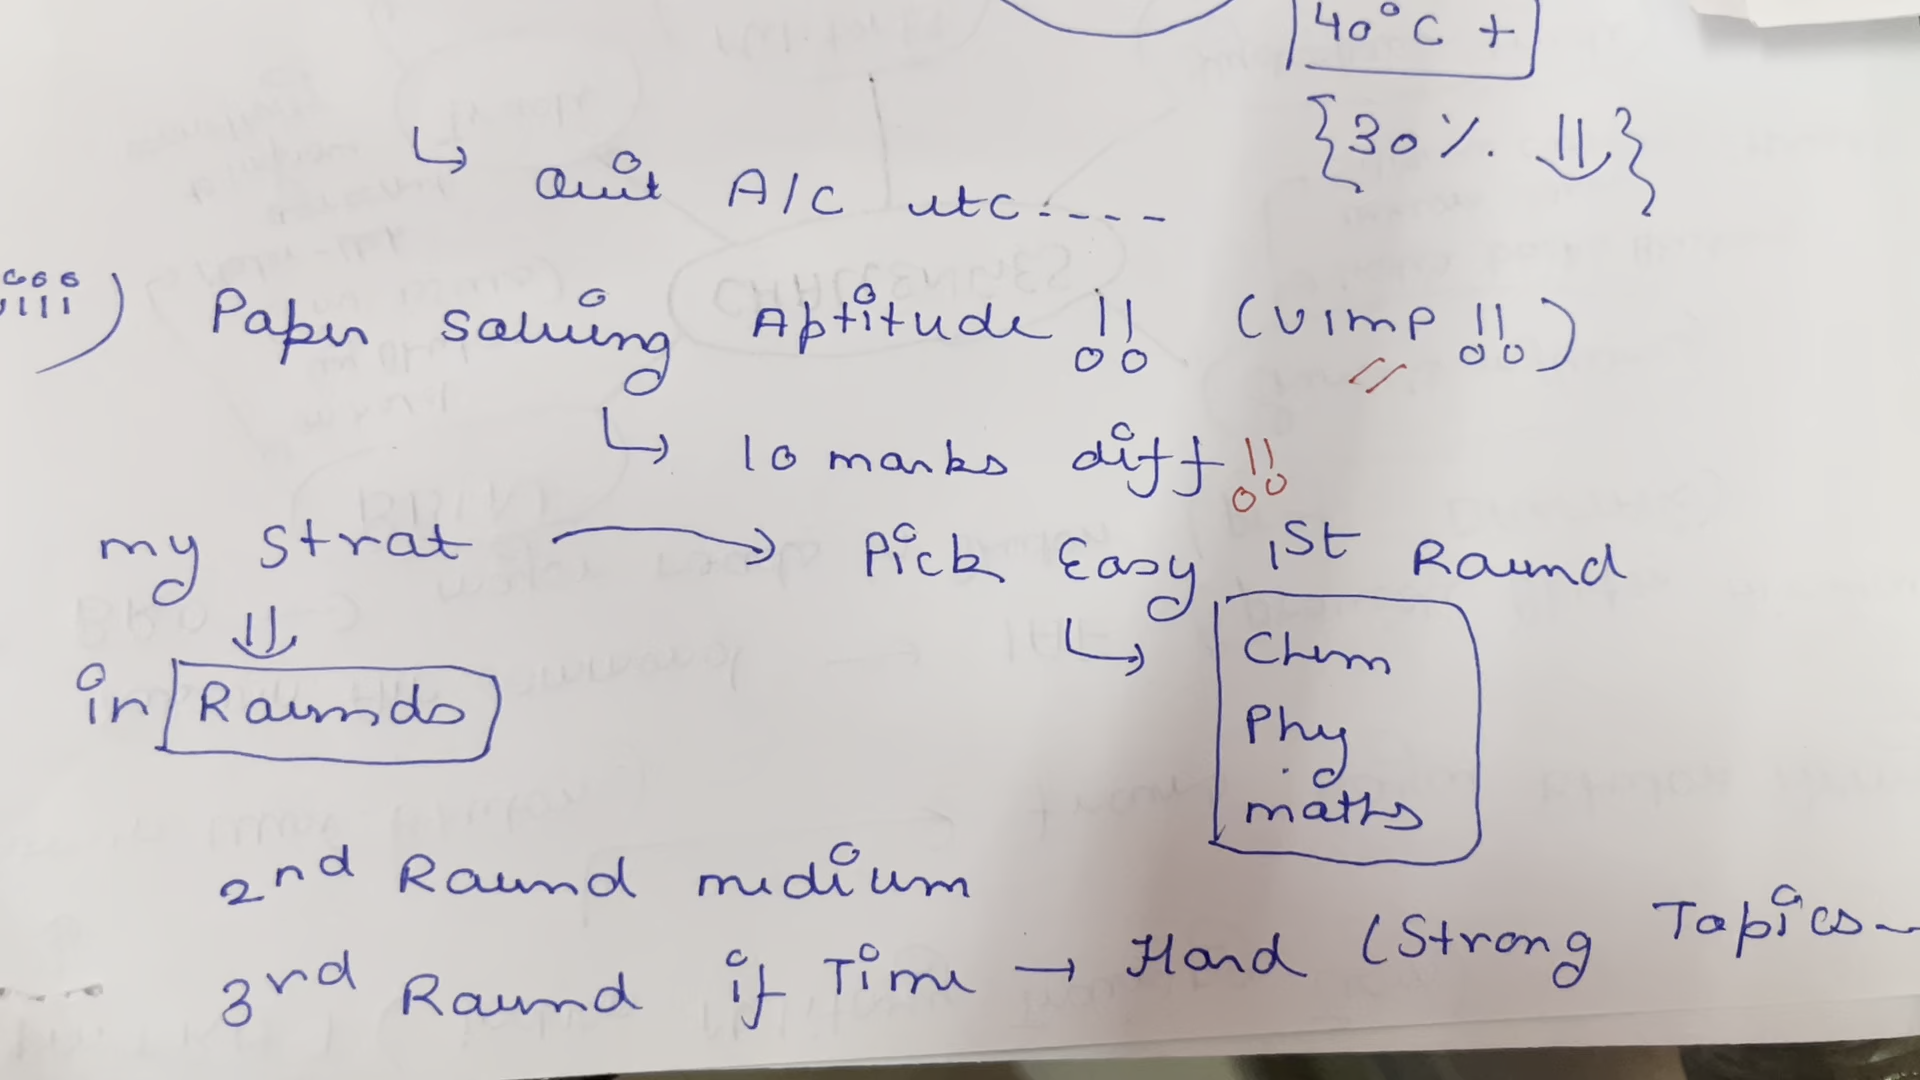 40°C +
{30% ⇓}
↳ Quit A/C etc----
iiii) Paper solving Aptitude !! (VIMP !!)
↳ 10 marks diff !!
my strat → Pick Easy 1st Round
⇓
in Rounds
↳ Chem
Phy
maths
2nd Round medium
3rd Round if Time → Hard (Strong Topics